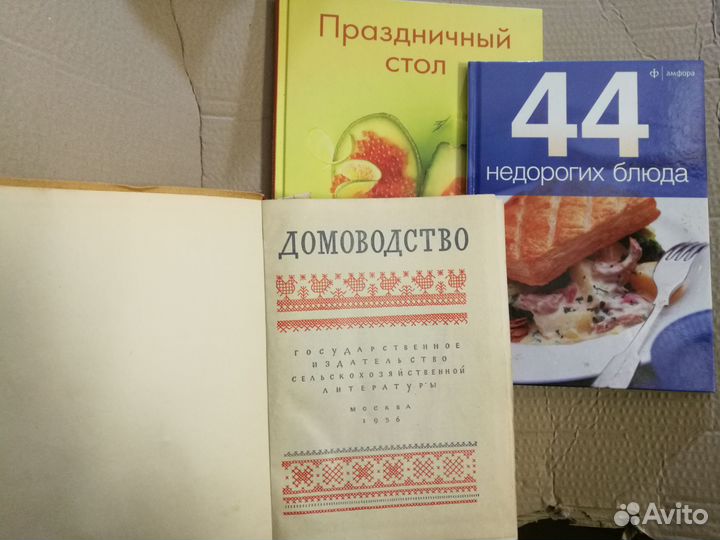 Праздничный
стол
ф амфора
44
недорогих блюда
ДОМОВОДСТВО
ГОСУДАРСТВЕННОЕ
ИЗДАТЕЛЬСТВО
СЕЛЬСКОХОЗЯЙСТВЕННОЙ
ЛИТЕРАТУРЫ
МОСКВА
1956
Avito